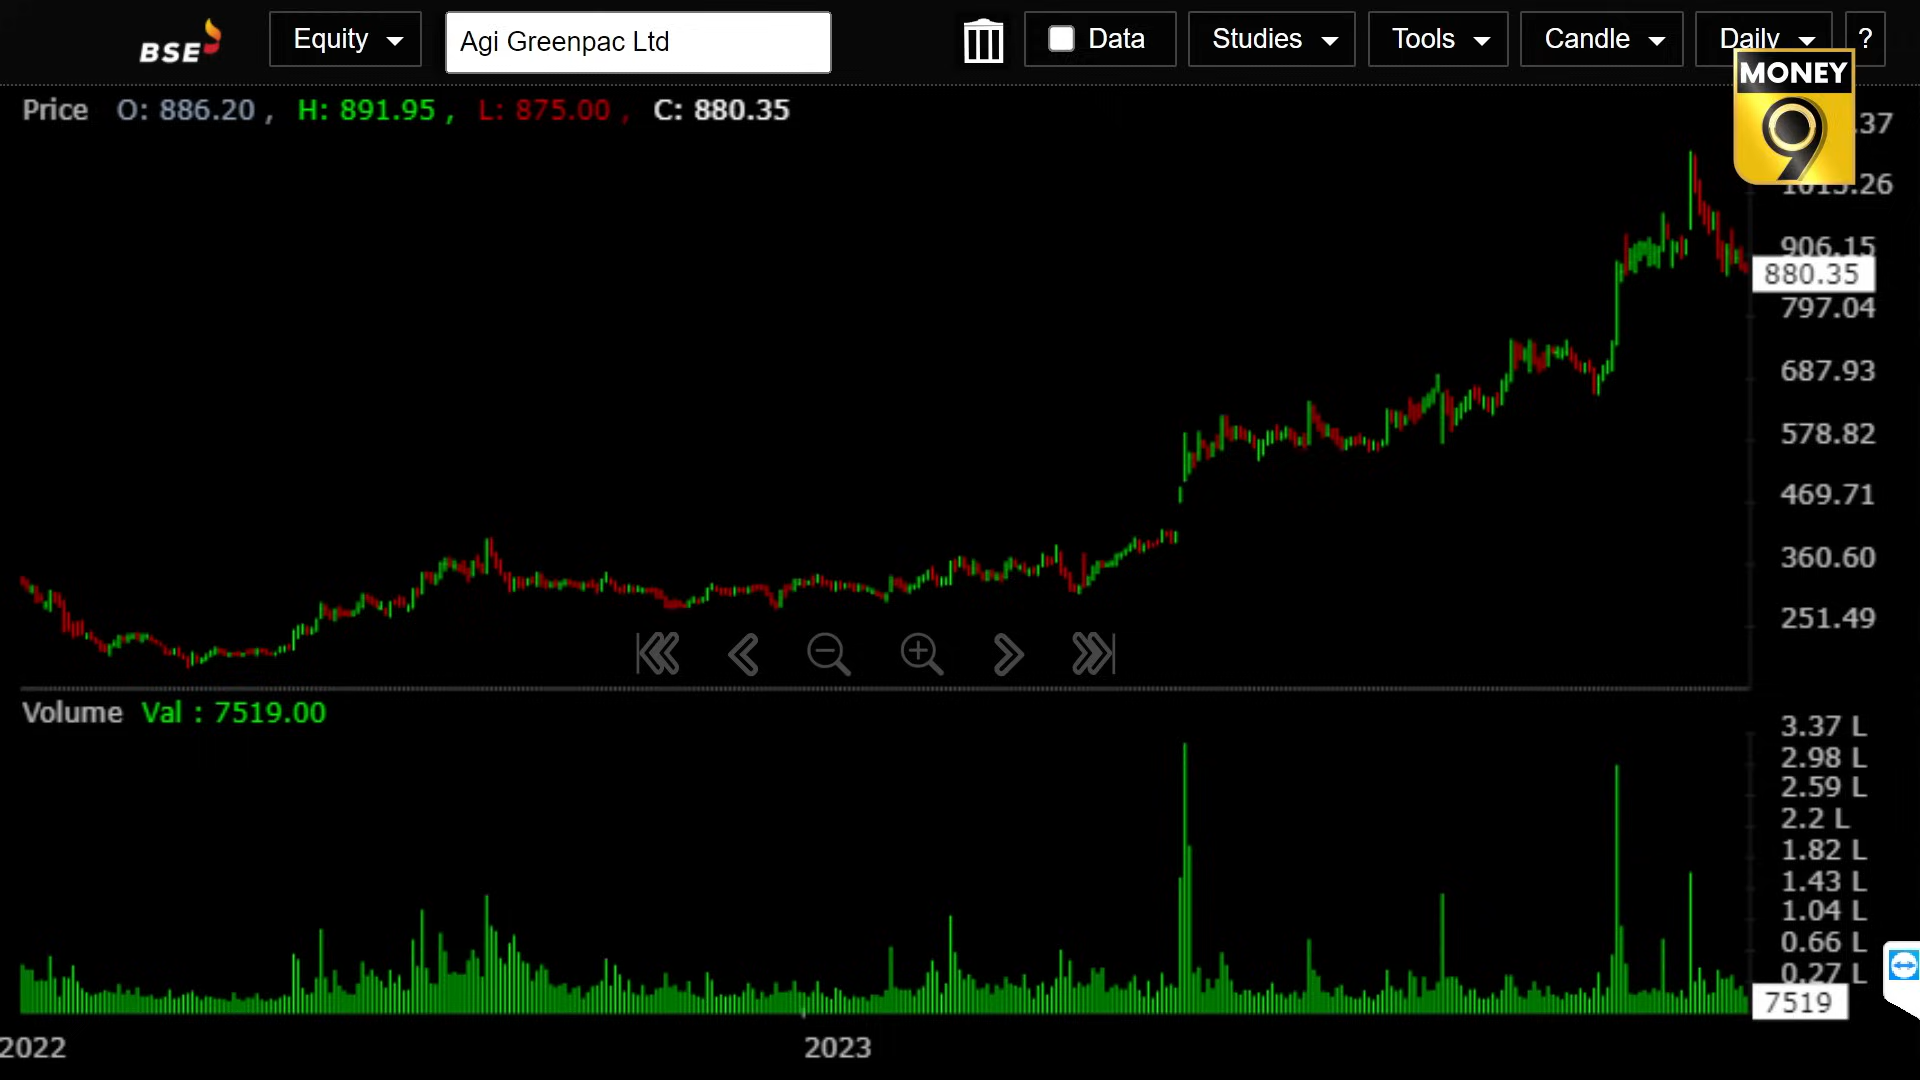 BSE
Equity
Agi Greenpac Ltd
Data
Studies
Tools
Candle
Daily
?
MONEY
9
Price O: 886.20 , H: 891.95 , L: 875.00 , C: 880.35
.37
1015.26
906.15
880.35
797.04
687.93
578.82
469.71
360.60
251.49
Volume Val : 7519.00
3.37 L
2.98 L
2.59 L
2.2 L
1.82 L
1.43 L
1.04 L
0.66 L
0.27 L
7519
2022
2023